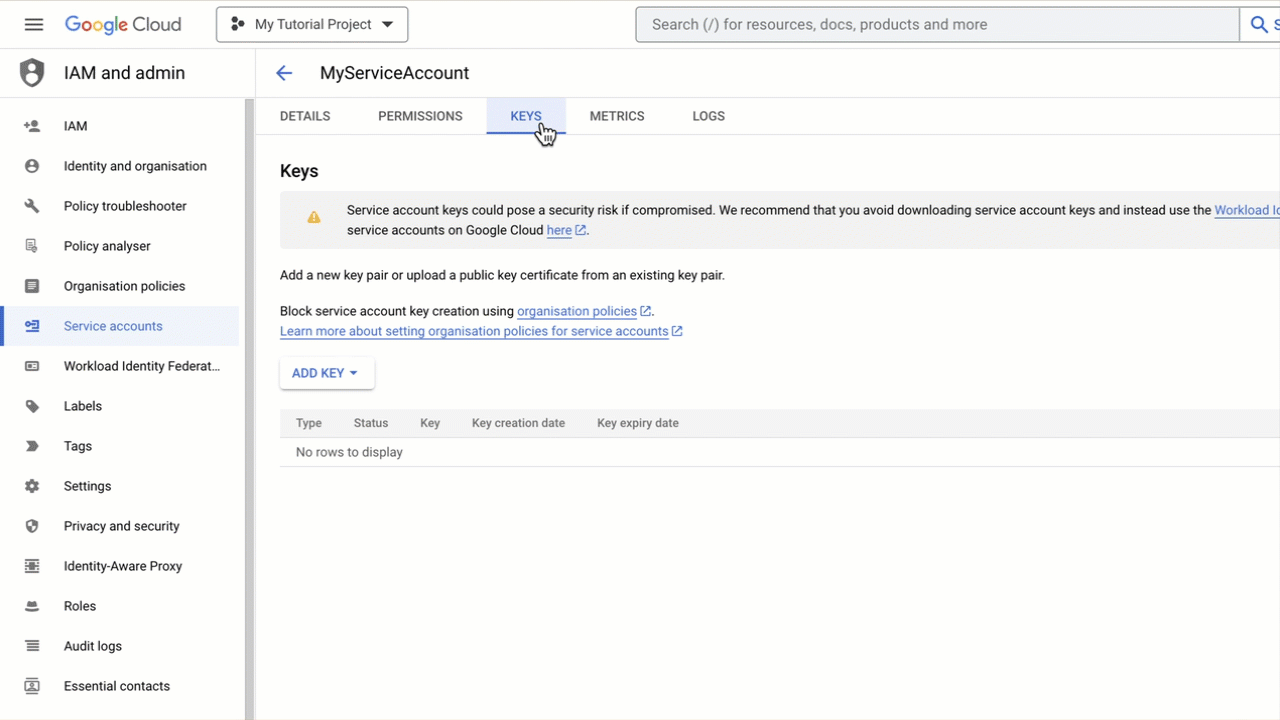 Google Cloud
My Tutorial Project
Search (/) for resources, docs, products and more
IAM and admin
MyServiceAccount
IAM
Identity and organisation
Policy troubleshooter
Policy analyser
Organisation policies
Service accounts
Workload Identity Federat...
Labels
Tags
Settings
Privacy and security
Identity-Aware Proxy
Roles
Audit logs
Essential contacts
DETAILS PERMISSIONS KEYS METRICS LOGS
Keys
Service account keys could pose a security risk if compromised. We recommend that you avoid downloading service account keys and instead use the Workload
service accounts on Google Cloud here.
Add a new key pair or upload a public key certificate from an existing key pair.
Block service account key creation using organisation policies.
Learn more about setting organisation policies for service accounts
ADD KEY
Type Status Key Key creation date Key expiry date
No rows to display